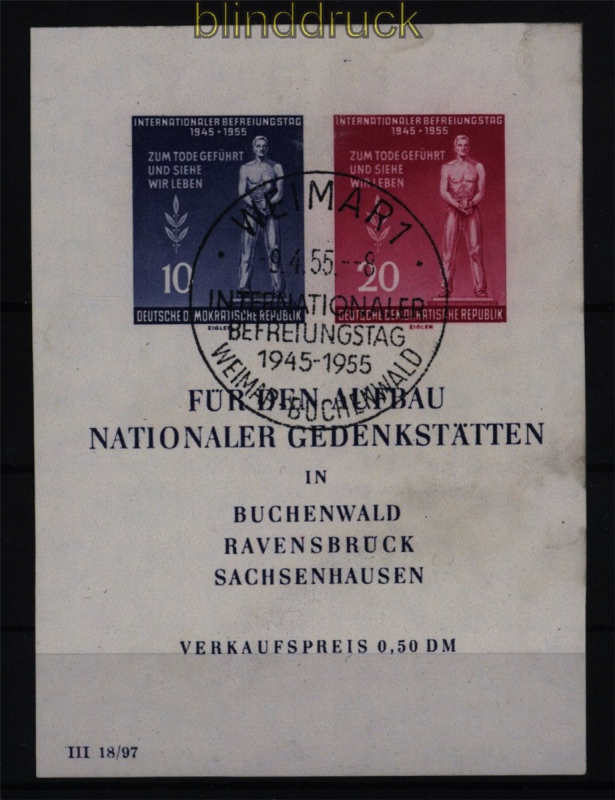 blinddruck
INTERNATIONALER BEFREIUNGSTAG
1945 • 1955
ZUM TODE GEFÜHRT
UND SIEHE
WIR LEBEN
10
DEUTSCHE DEMOKRATISCHE REPUBLIK
EIGLER
INTERNATIONALER BEFREIUNGSTAG
1945 • 1955
ZUM TODE GEFÜHRT
UND SIEHE
WIR LEBEN
20
DEUTSCHE DEMOKRATISCHE REPUBLIK
EIGLER
WEIMAR 1
-9.4.55.--8
INTERNATIONALER
BEFREIUNGSTAG
1945-1955
WEIMAR-BUCHENWALD
FÜR DEN AUFBAU
NATIONALER GEDENKSTÄTTEN
IN
BUCHENWALD
RAVENSBRÜCK
SACHSENHAUSEN
VERKAUFSPREIS 0,50 DM
III 18/97